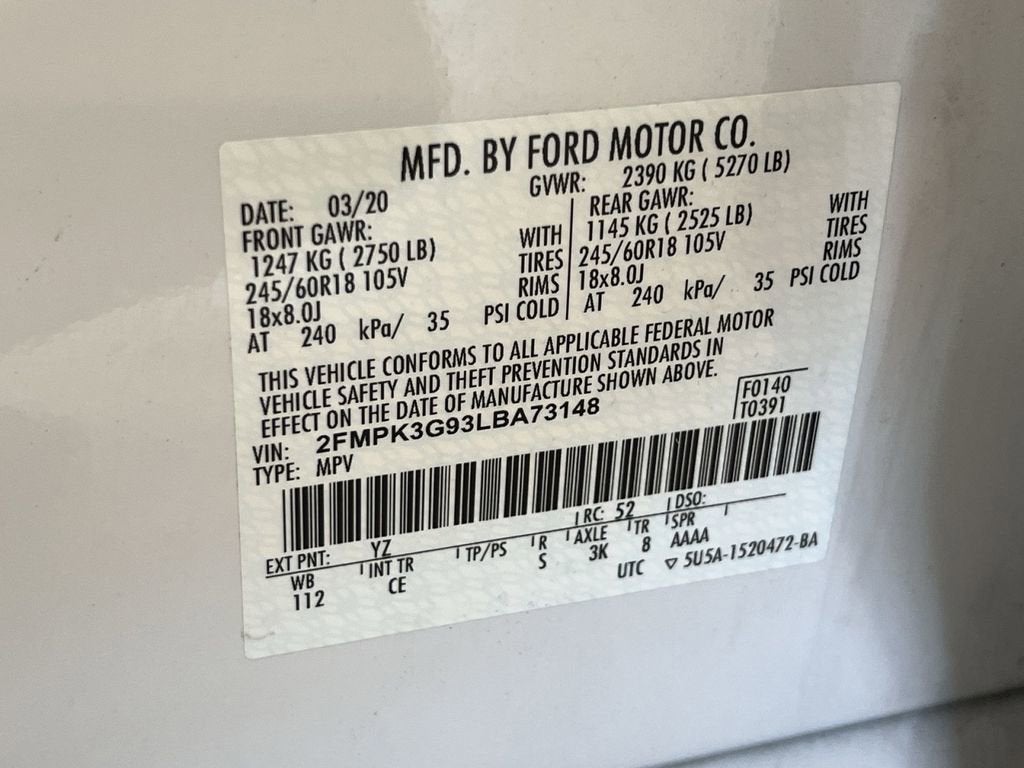 MFD. BY FORD MOTOR CO.
DATE: 03/20
GVWR: 2390 KG ( 5270 LB)
FRONT GAWR:
1247 KG ( 2750 LB) WITH
245/60R18 105V TIRES
18x8.0J RIMS
AT 240 kPa/ 35 PSI COLD
REAR GAWR:
1145 KG ( 2525 LB) WITH
245/60R18 105V TIRES
18x8.0J RIMS
AT 240 kPa/ 35 PSI COLD
THIS VEHICLE CONFORMS TO ALL APPLICABLE FEDERAL MOTOR
VEHICLE SAFETY AND THEFT PREVENTION STANDARDS IN
EFFECT ON THE DATE OF MANUFACTURE SHOWN ABOVE.
VIN: 2FMPK3G93LBA73148
TYPE: MPV
F0140
T0391
EXT PNT: YZ RC: 52 DSO:
WB INT TR TP/PS R AXLE TR SPR
112 CE S 3K 8 AAAA
UTC ▽ 5U5A-1520472-BA